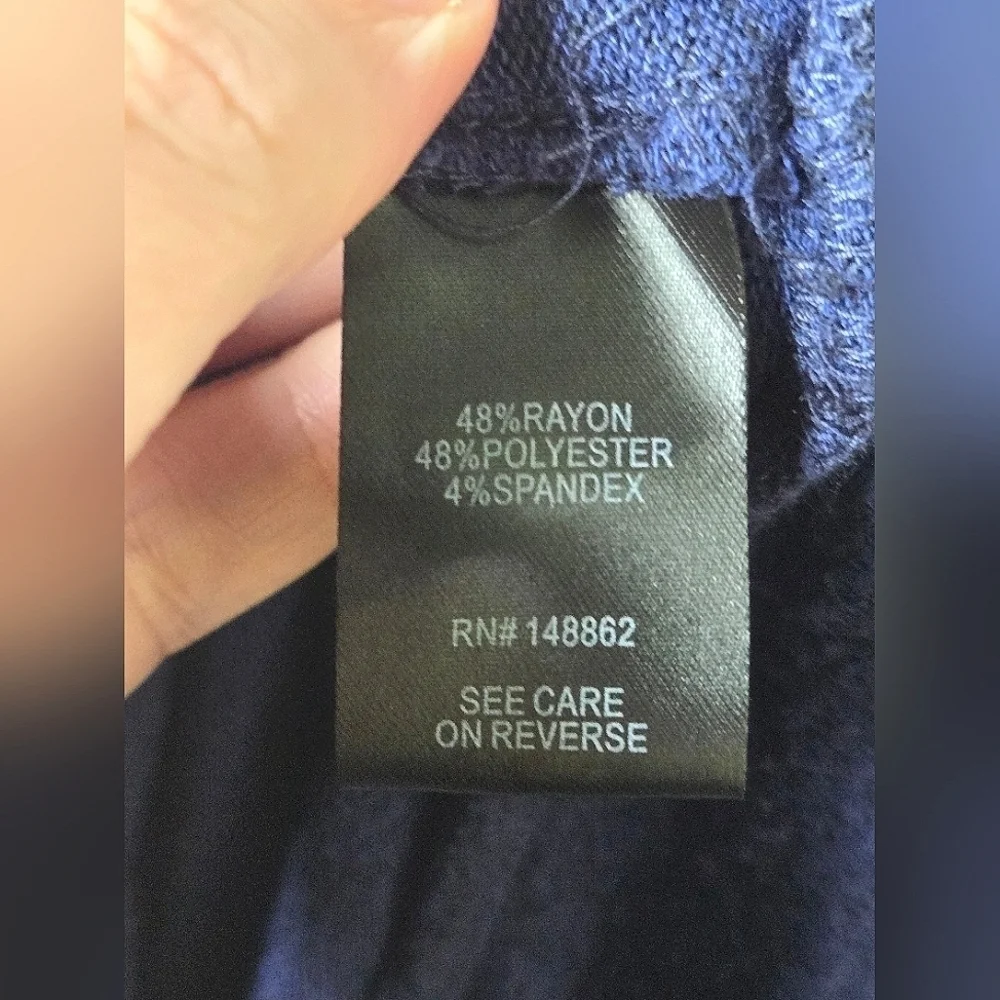 48%RAYON
48%POLYESTER
4%SPANDEX
RN# 148862
SEE CARE
ON REVERSE